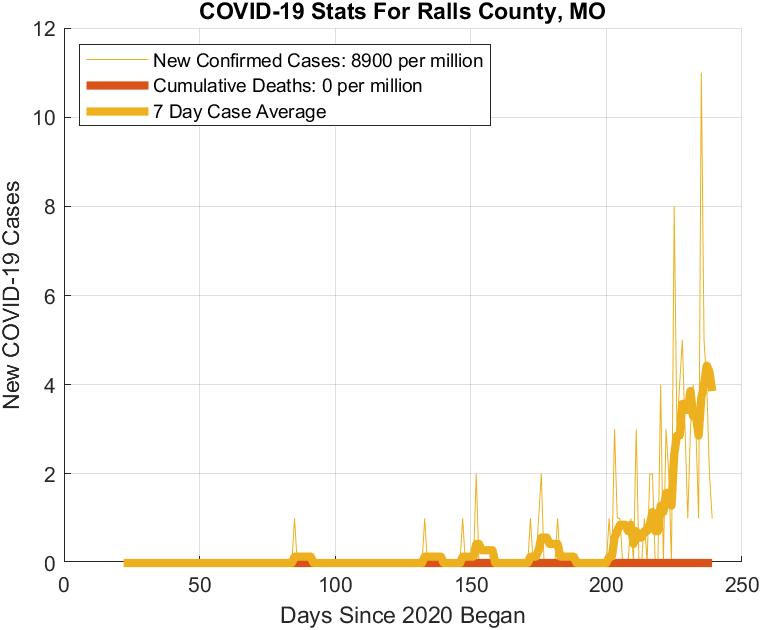 COVID-19 Stats For Ralls County, MO
12
10
8
6
4
2
0
New COVID-19 Cases
New Confirmed Cases: 8900 per million
Cumulative Deaths: 0 per million
7 Day Case Average
0 50 100 150 200 250
Days Since 2020 Began